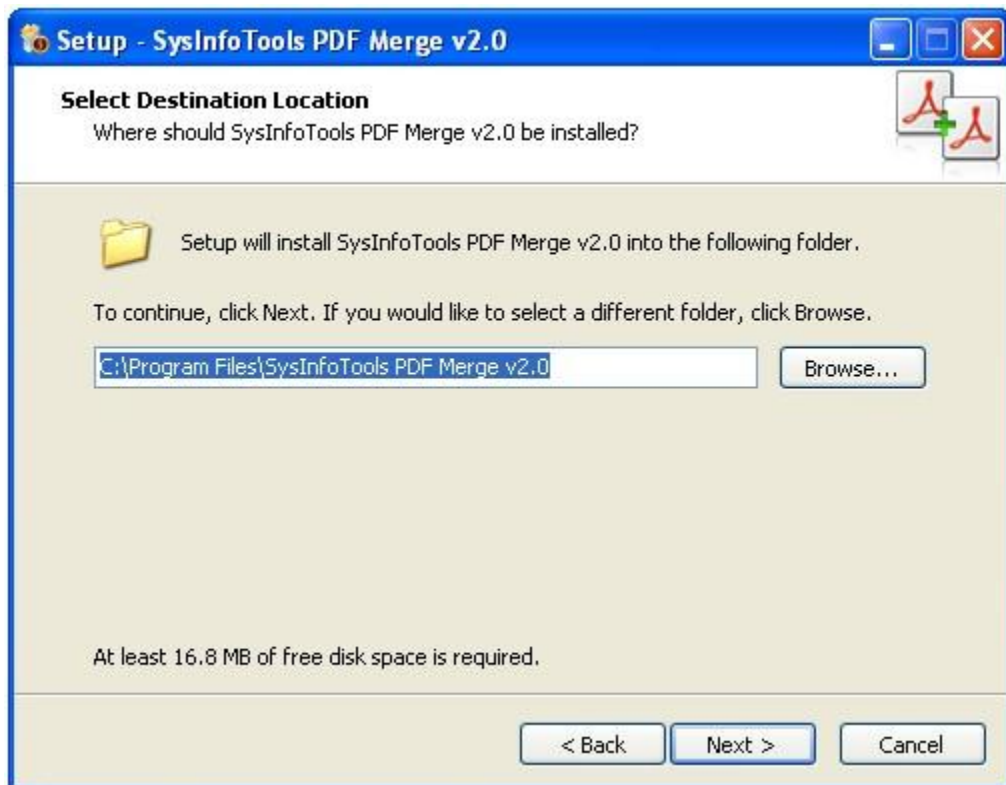 Setup - SysInfoTools PDF Merge v2.0
Select Destination Location
Where should SysInfoTools PDF Merge v2.0 be installed?
Setup will install SysInfoTools PDF Merge v2.0 into the following folder.
To continue, click Next. If you would like to select a different folder, click Browse.
C:\Program Files\SysInfoTools PDF Merge v2.0
Browse...
At least 16.8 MB of free disk space is required.
< Back
Next >
Cancel